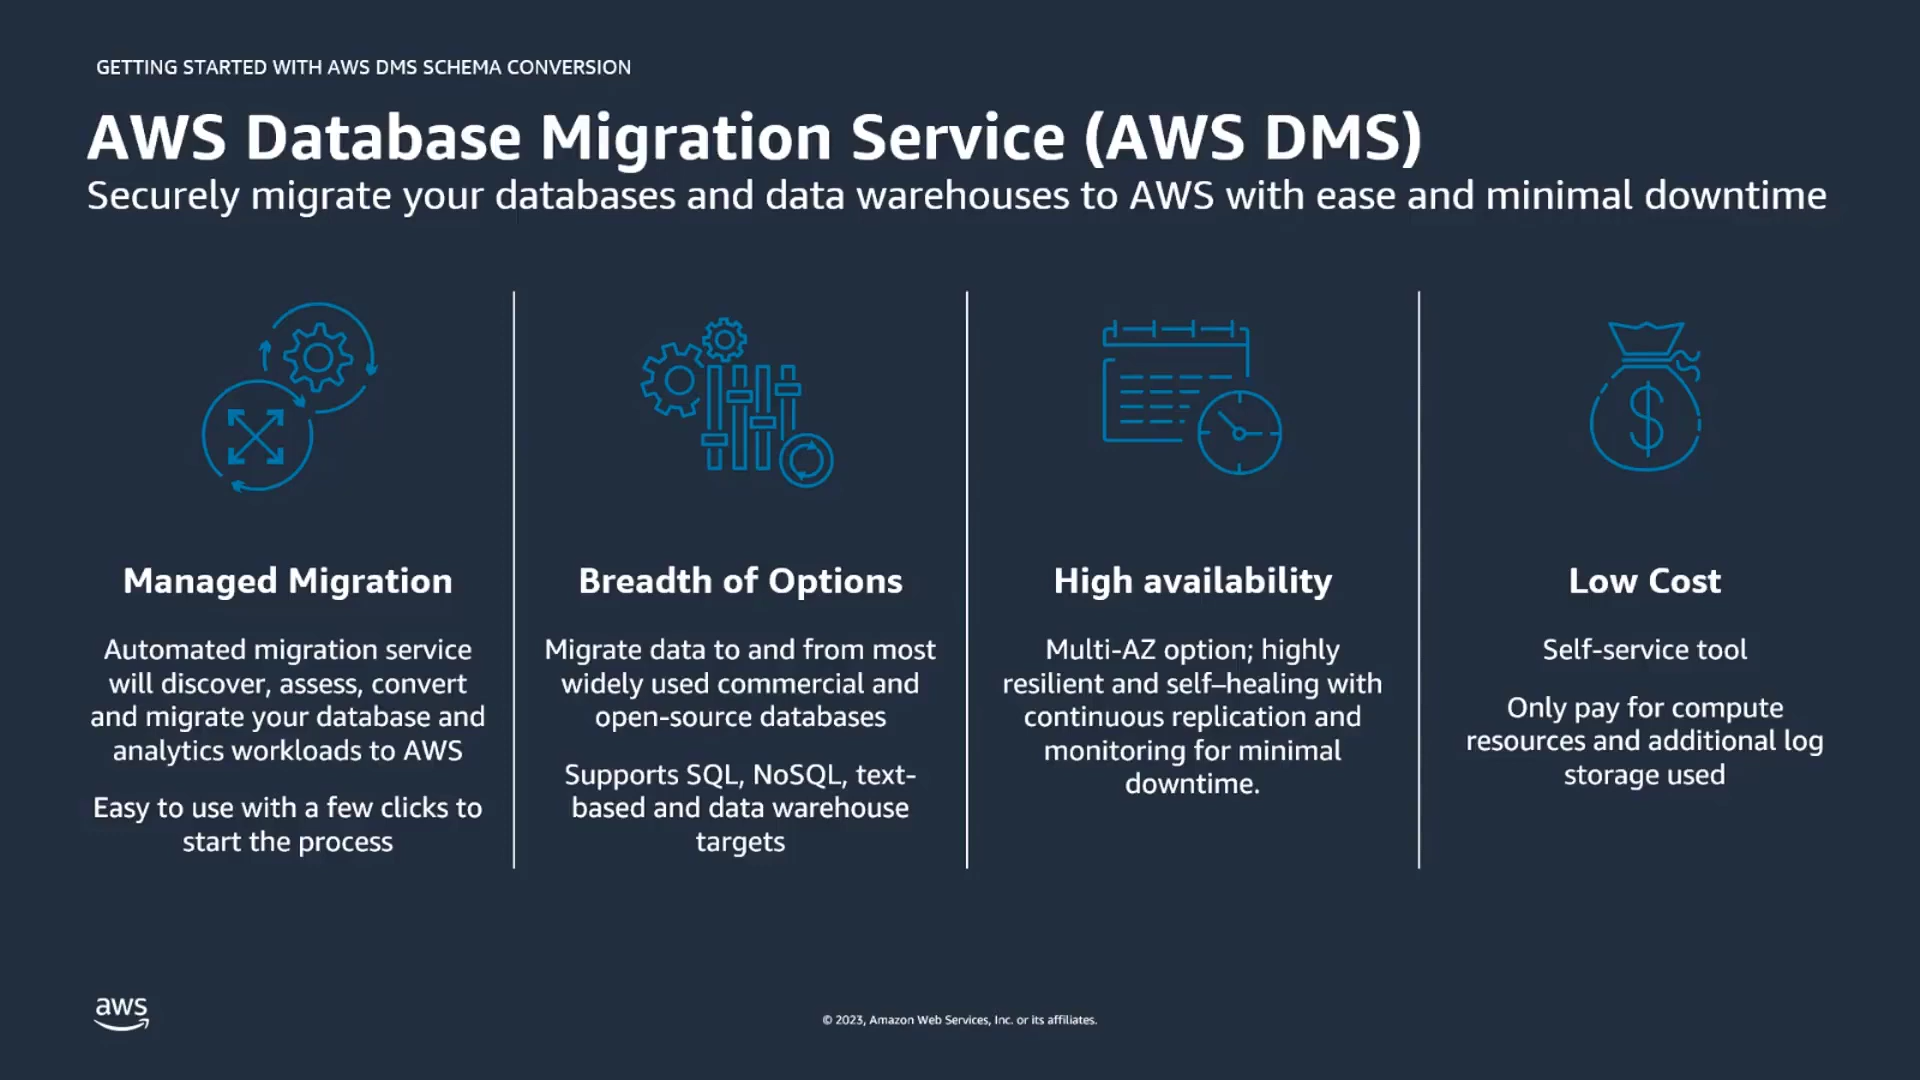 GETTING STARTED WITH AWS DMS SCHEMA CONVERSION
AWS Database Migration Service (AWS DMS)
Securely migrate your databases and data warehouses to AWS with ease and minimal downtime
Managed Migration
Automated migration service
will discover, assess, convert
and migrate your database and
analytics workloads to AWS
Easy to use with a few clicks to
start the process
Breadth of Options
Migrate data to and from most
widely used commercial and
open-source databases
Supports SQL, NoSQL, text-
based and data warehouse
targets
High availability
Multi-AZ option; highly
resilient and self–healing with
continuous replication and
monitoring for minimal
downtime.
Low Cost
Self-service tool
Only pay for compute
resources and additional log
storage used
aws
© 2023, Amazon Web Services, Inc. or its affiliates.